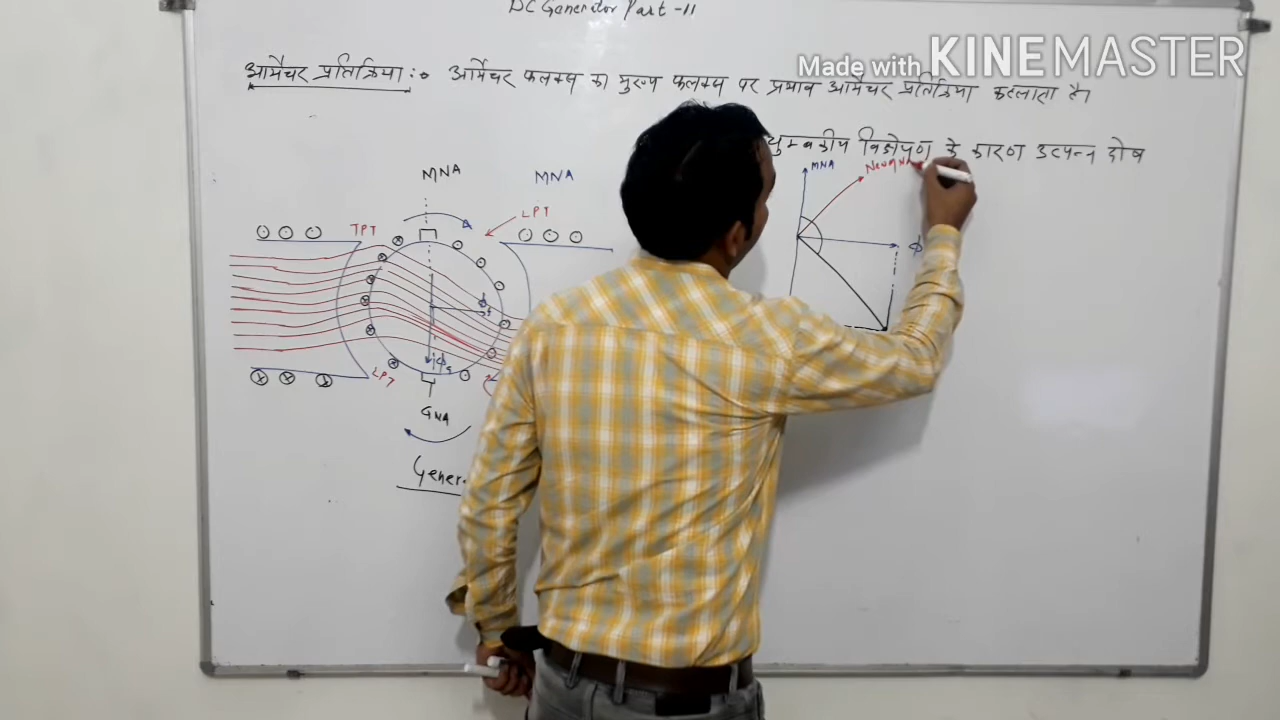 DC Generator Part -11
Made with KINEMASTER
आर्मेचर प्रतिक्रिया :- आर्मेचर फ्लक्स का मुख्य फ्लक्स पर प्रभाव आर्मेचर प्रतिक्रिया कहलाता है।
चुम्बकीय विक्षेपण के कारण उत्पन्न दोष
MNA
MNA
MNA
LPT
TPT
ϕ
LPT
GNA